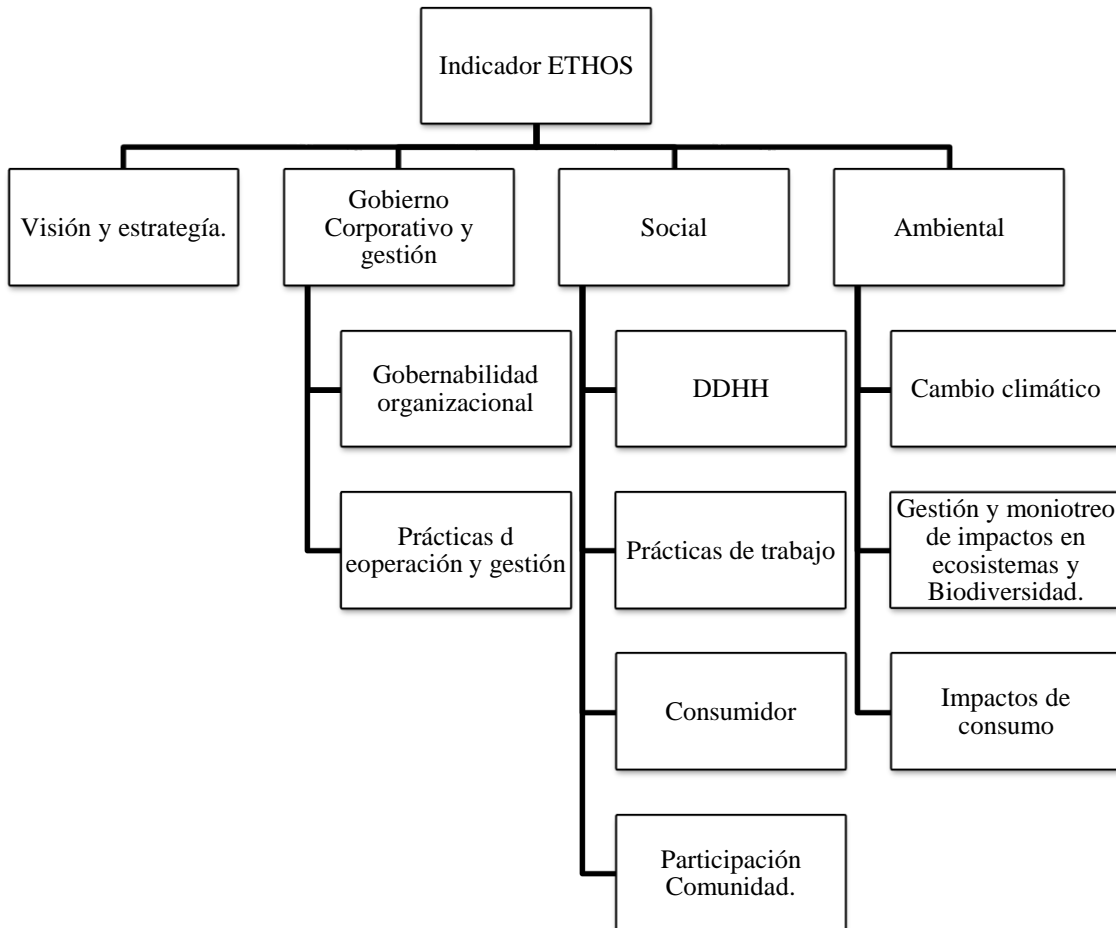 Indicador ETHOS
Visión y estrategía.
Gobierno
Corporativo y
gestión
Social
Ambiental
Gobernabilidad
organizacional
DDHH
Cambio climático
Prácticas d
eoperación y gestión
Prácticas de trabajo
Gestión y moniotreo
de impactos en
ecosistemas y
Biodiversidad.
Consumidor
Impactos de
consumo
Participación
Comunidad.